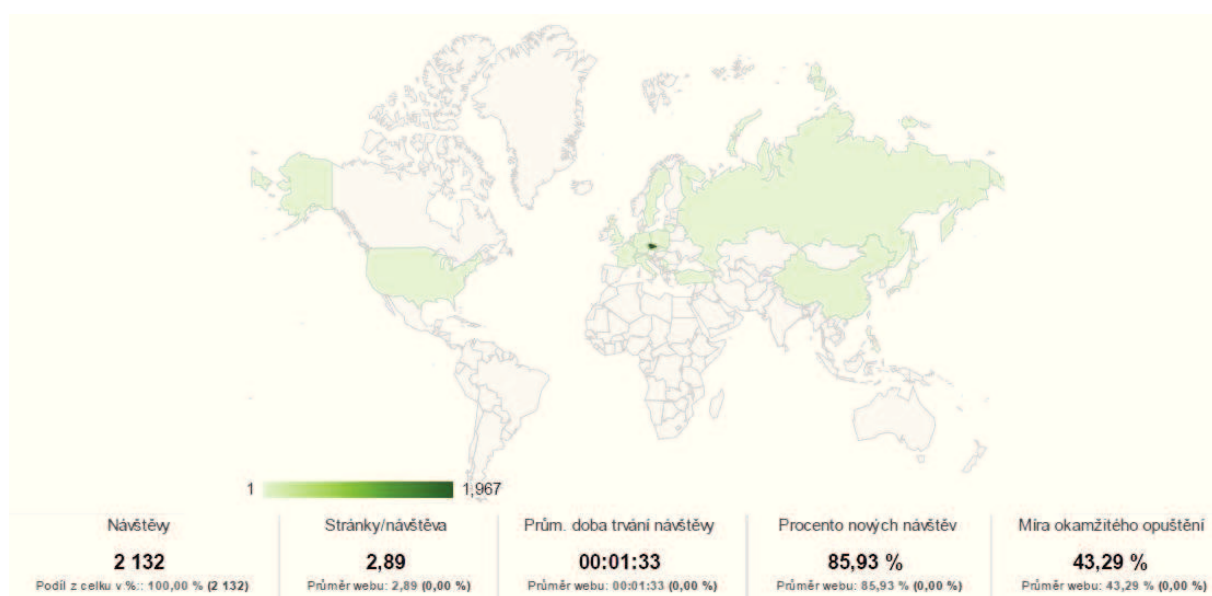 1 1,967
Návštěvy Stránky/návštěva Prům. doba trvání návštěvy Procento nových návštěv Míra okamžitého opuštění
2 132 2,89 00:01:33 85,93 % 43,29 %
Podíl z celku v %:: 100,00 % (2 132) Průměr webu: 2,89 (0,00 %) Průměr webu: 00:01:33 (0,00 %) Průměr webu: 85,93 % (0,00 %) Průměr webu: 43,29 % (0,00 %)